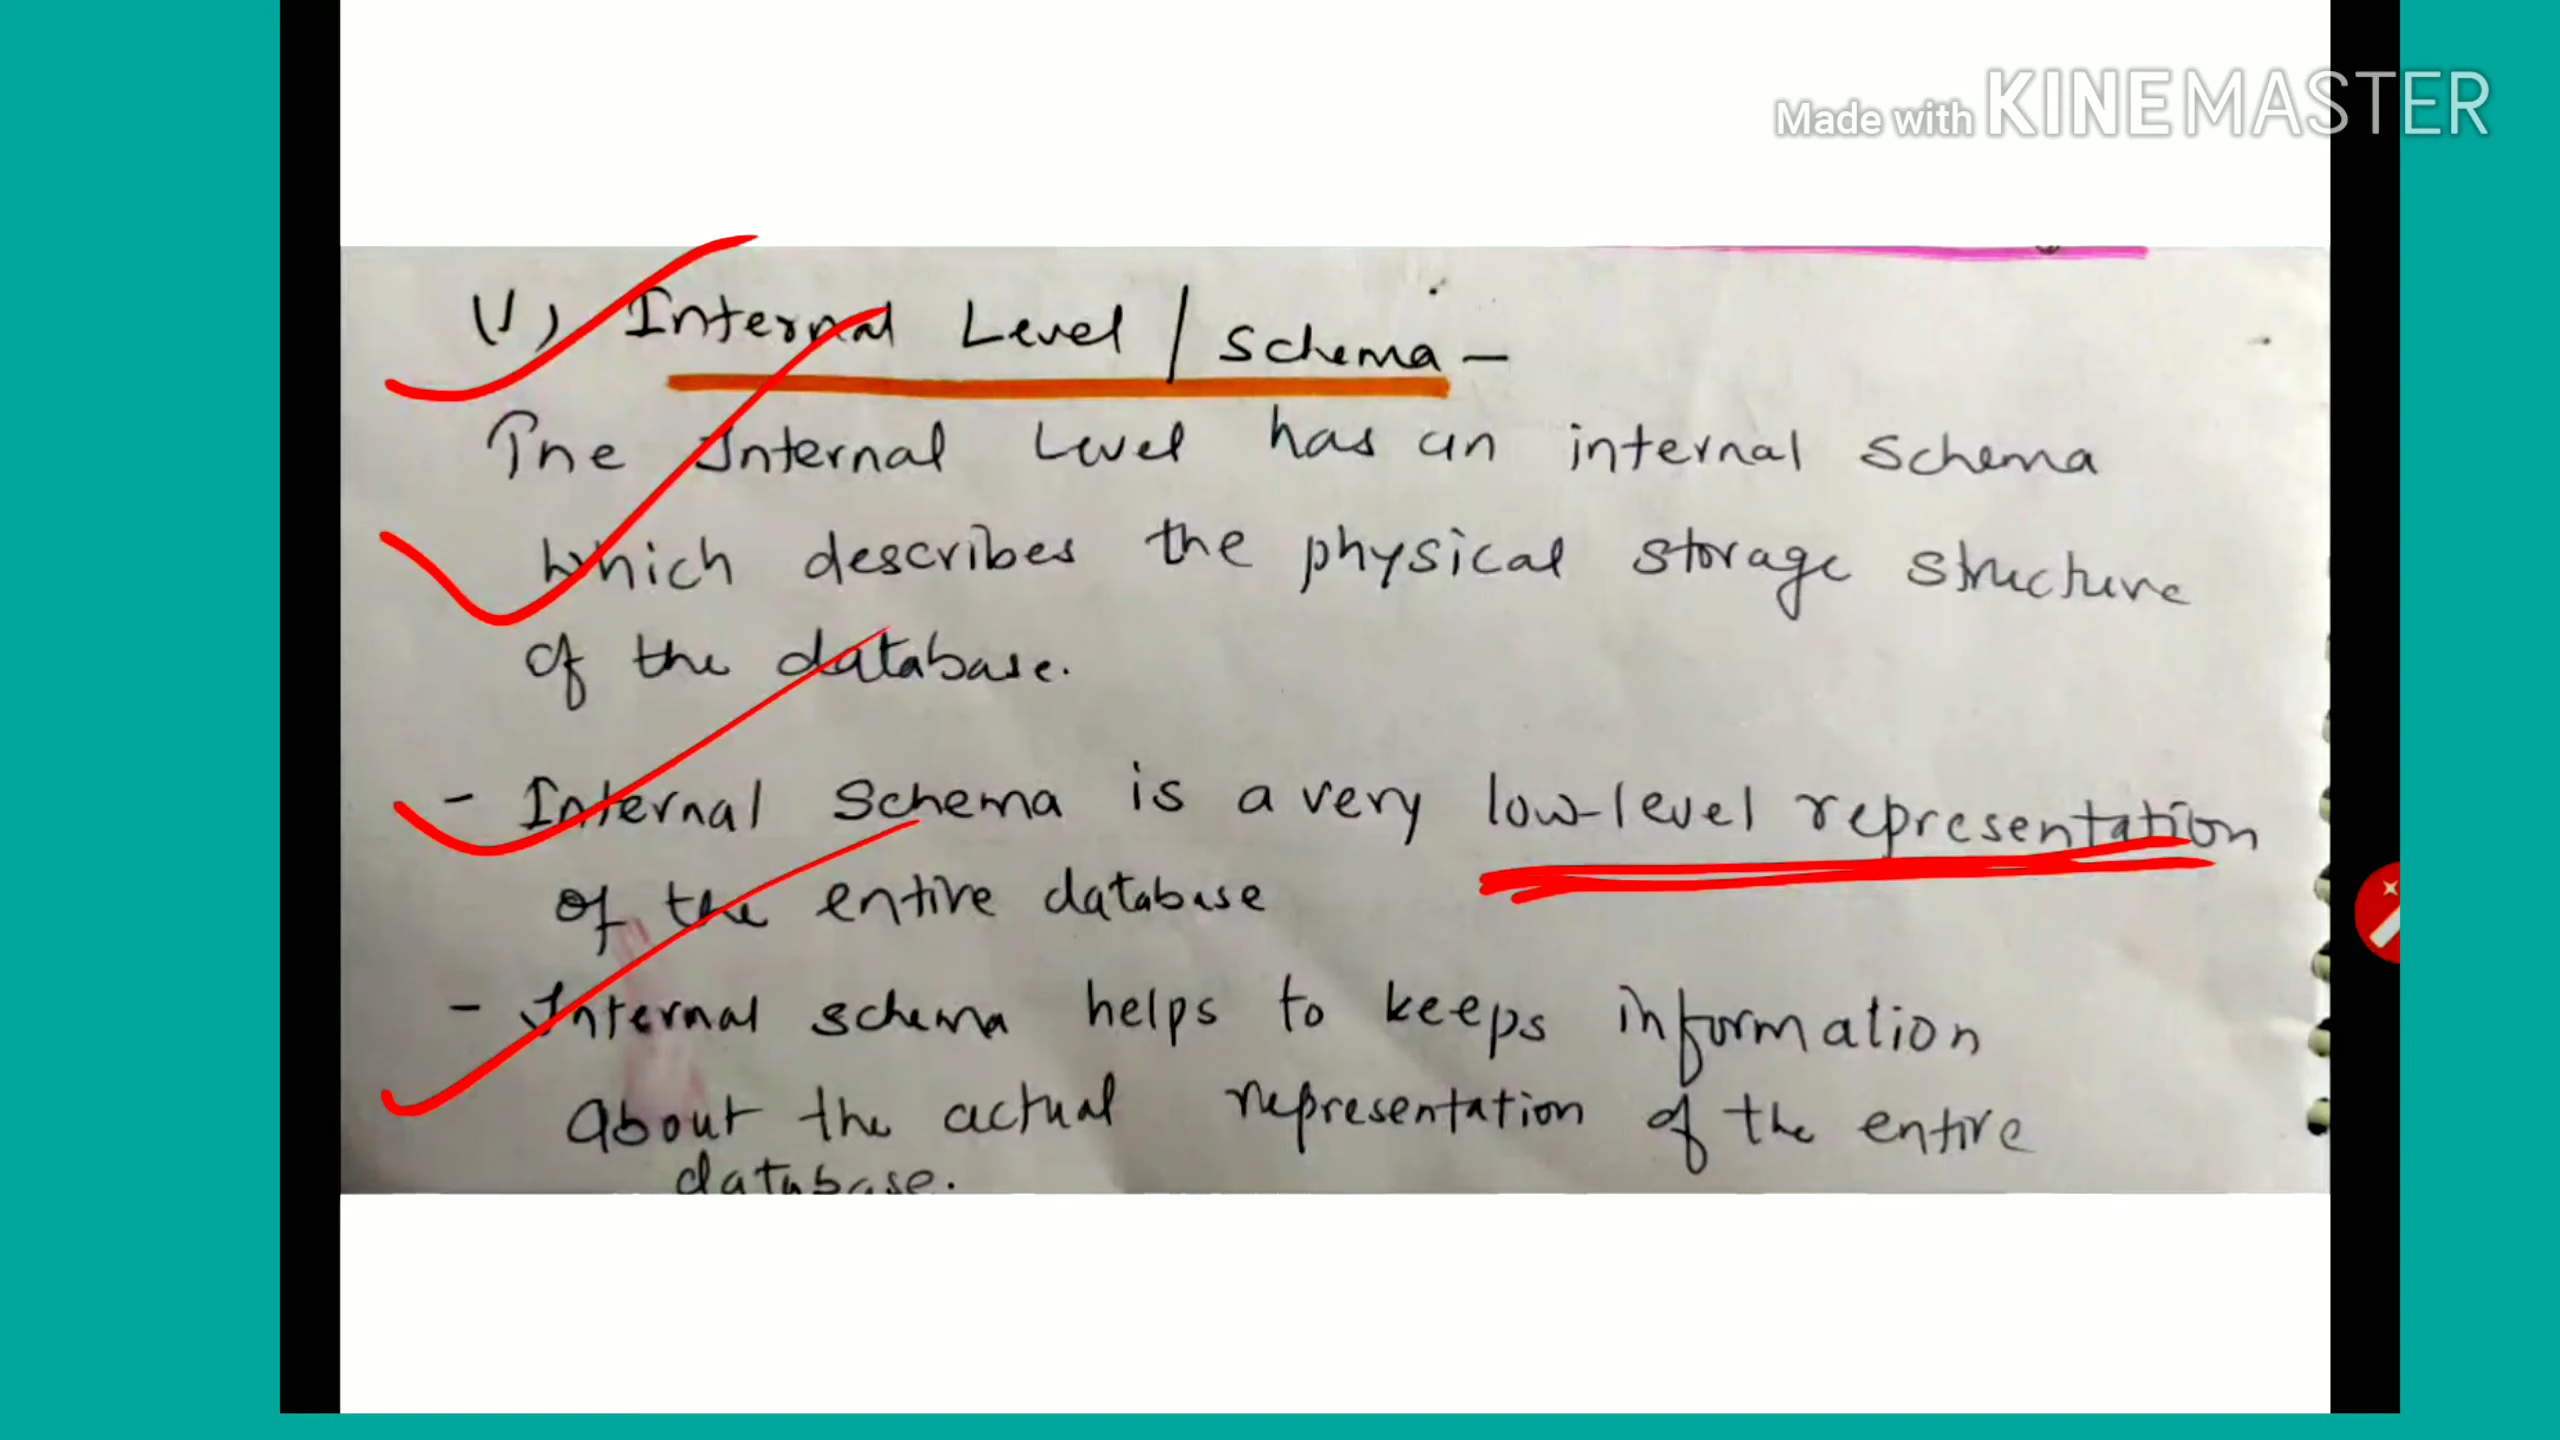 Made with KINEMASTER
(1) Internal Level / Schema -
The Internal Level has an internal schema
which describes the physical storage structure
of the database.
- Internal Schema is a very low-level representation
of the entire database
- Internal schema helps to keeps information
About the actual representation of the entire
database.